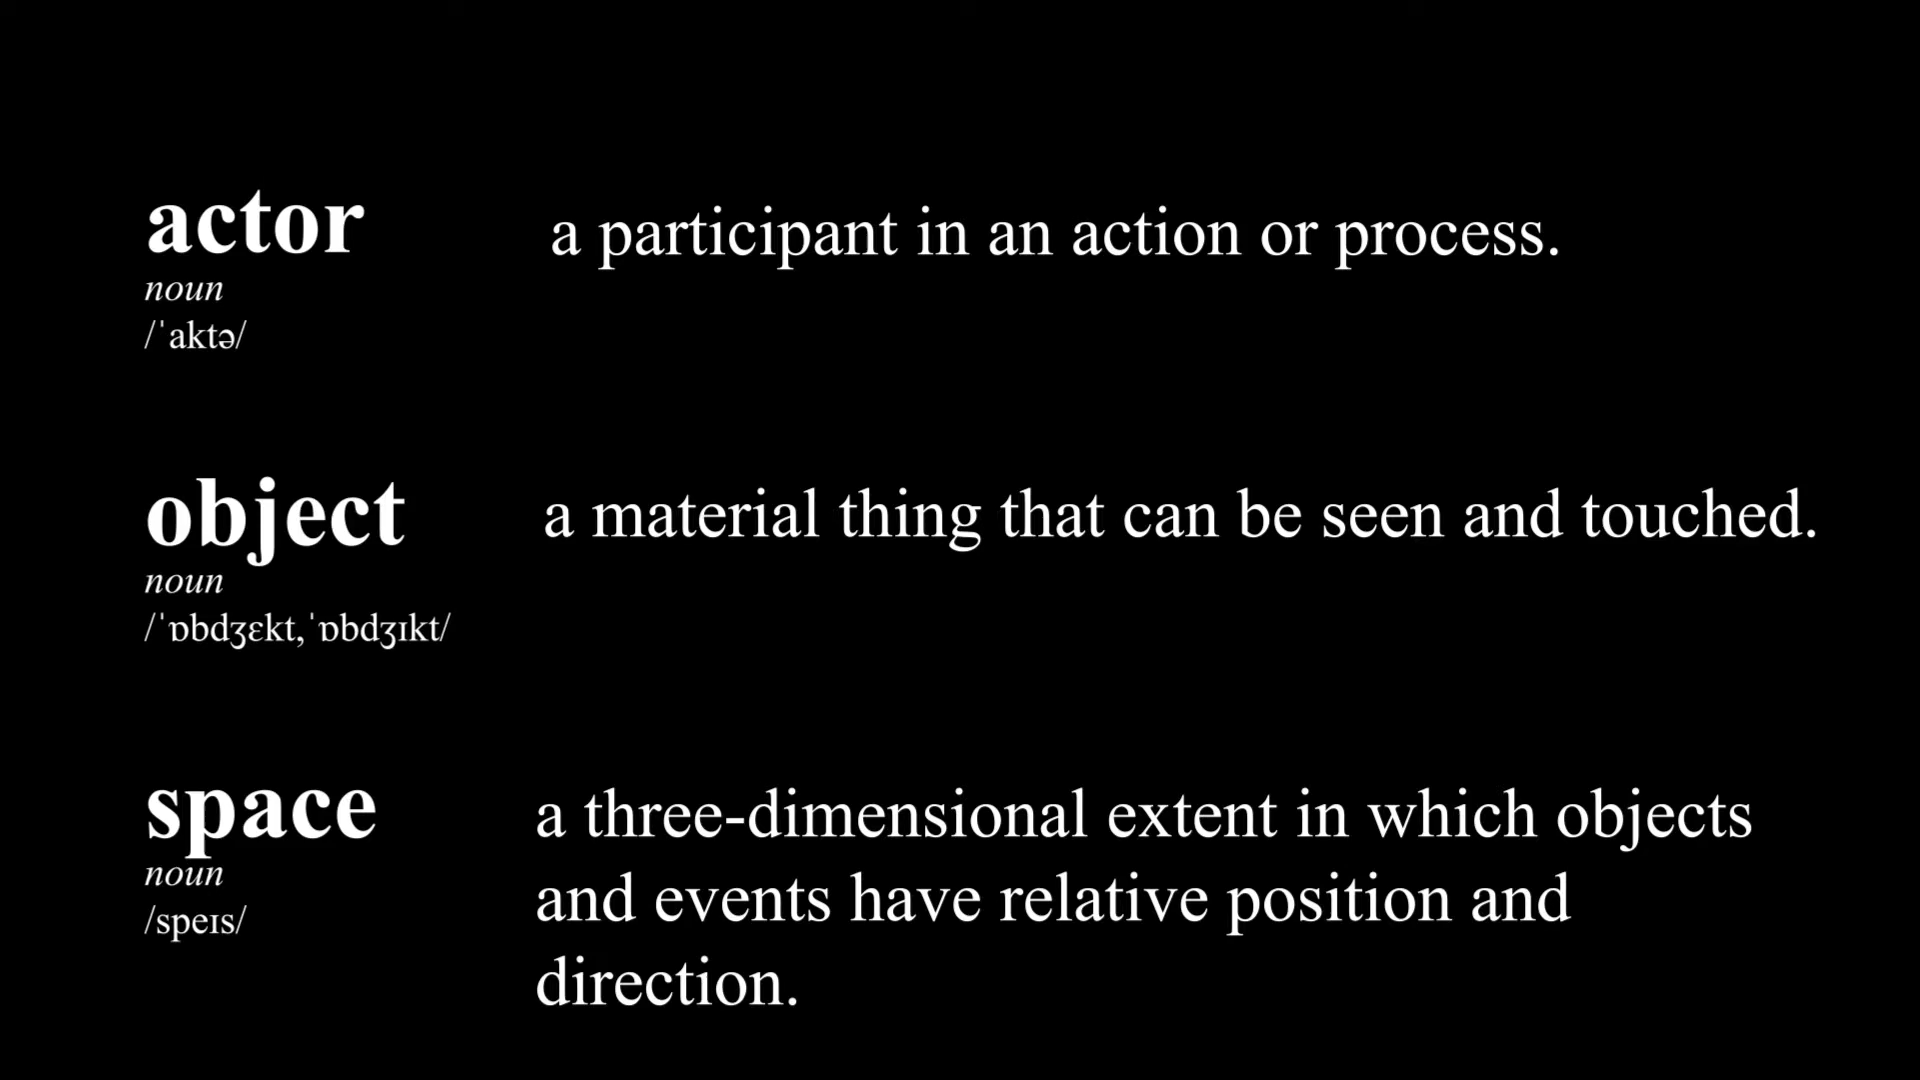 actor
a participant in an action or process.
noun
/ˈaktə/
object
a material thing that can be seen and touched.
noun
/ˈɒbdʒɛkt,ˈɒbdʒɪkt/
space
a three-dimensional extent in which objects
and events have relative position and
direction.
noun
/speɪs/